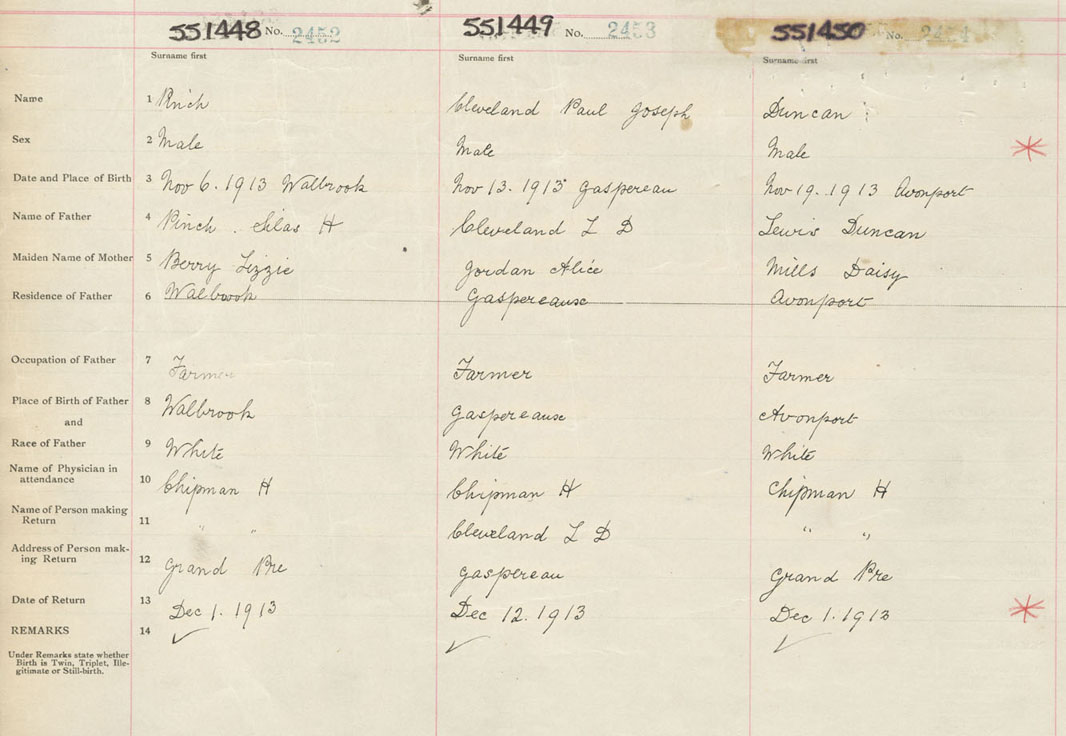 551448 No. 2452 551449 No. 2453 551450 No.
Surname first Surname first Surname first
Name 1 Pinch Cleveland Paul Joseph Duncan
Sex 2 Male Male Male
Date and Place of Birth 3 Nov 6. 1913 Walbrook Nov 13. 1913 Gaspereau Nov 19. 1913 Avonport
Name of Father 4 Pinch. Silas H Cleveland L D Lewis Duncan
Maiden Name of Mother 5 Berry Lizzie Jordan Alice Mills Daisy
Residence of Father 6 Walbrook Gaspereaux Avonport
Occupation of Father 7 Farmer Farmer Farmer
Place of Birth of Father 8 Walbrook Gaspereaux Avonport
and
Race of Father 9 White White White
Name of Physician in
attendance 10 Chipman H Chipman H Chipman H
Name of Person making
Return 11 " " Cleveland L D " "
Address of Person mak-
ing Return 12 Grand Pre Gaspereau Grand Pre
Date of Return 13 Dec 1. 1913 Dec 12. 1913 Dec 1. 1913
REMARKS 14 ✓ ✓ ✓
Under Remarks state whether
Birth is Twin, Triplet, Ille-
gitimate or Still-birth.